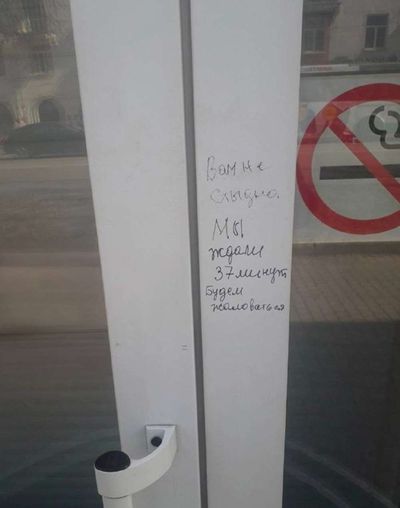 Вам не
стыдно.
Мы
ждали
37 минут
Будем
жаловаться